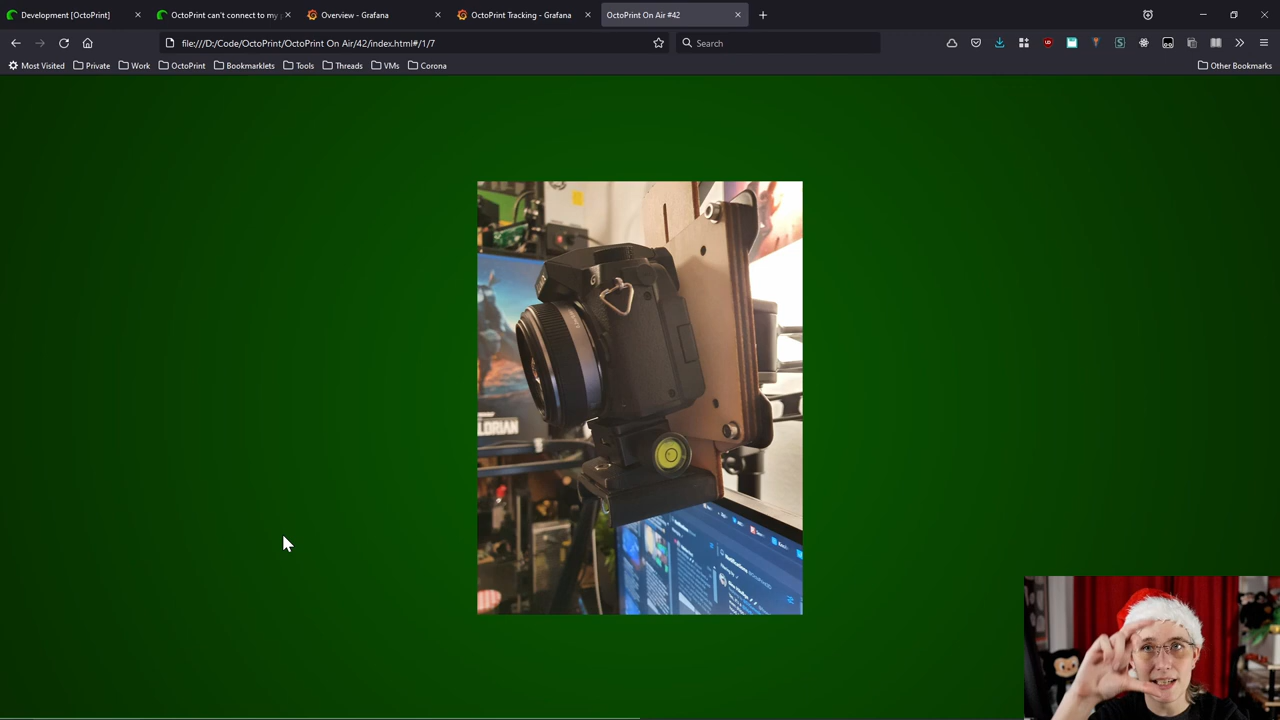 Development [OctoPrint]
OctoPrint can't connect to my
Overview - Grafana
OctoPrint Tracking - Grafana
OctoPrint On Air #42
file:///D:/Code/OctoPrint/OctoPrint On Air/42/index.html#/1/7
Search
Most Visited
Private
Work
OctoPrint
Bookmarklets
Tools
Threads
VMs
Corona
Other Bookmarks
LORIAN
Notifications